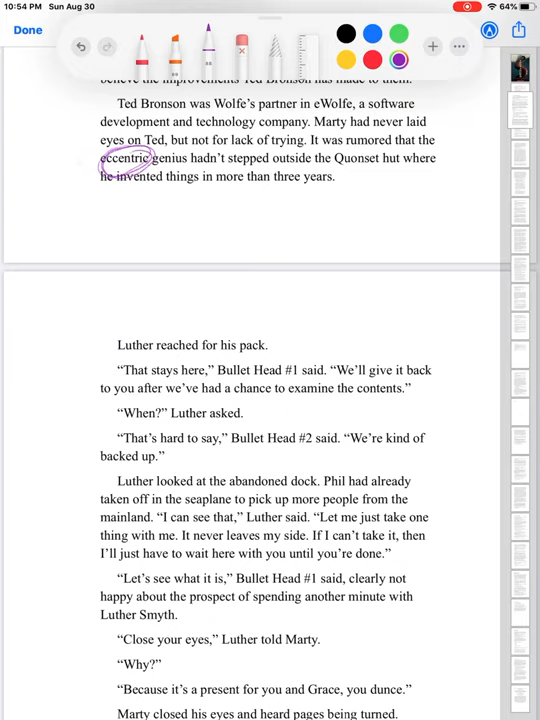 10:54 PM Sun Aug 30
64%
Done
believe the improvements Ted Bronson has made to them.
Ted Bronson was Wolfe’s partner in eWolfe, a software
development and technology company. Marty had never laid
eyes on Ted, but not for lack of trying. It was rumored that the
eccentric genius hadn’t stepped outside the Quonset hut where
he invented things in more than three years.
Luther reached for his pack.
“That stays here,” Bullet Head #1 said. “We’ll give it back
to you after we’ve had a chance to examine the contents.”
“When?” Luther asked.
“That’s hard to say,” Bullet Head #2 said. “We’re kind of
backed up.”
Luther looked at the abandoned dock. Phil had already
taken off in the seaplane to pick up more people from the
mainland. “I can see that,” Luther said. “Let me just take one
thing with me. It never leaves my side. If I can’t take it, then
I’ll just have to wait here with you until you’re done.”
“Let’s see what it is,” Bullet Head #1 said, clearly not
happy about the prospect of spending another minute with
Luther Smyth.
“Close your eyes,” Luther told Marty.
“Why?”
“Because it’s a present for you and Grace, you dunce.”
Marty closed his eyes and heard pages being turned.